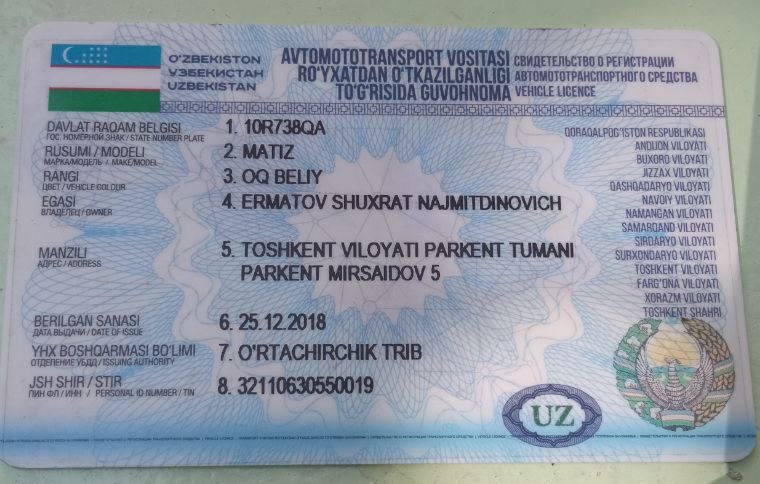 O'ZBEKISTON
ЎЗБЕКИСТАН
UZBEKISTAN
AVTOMOTOTRANSPORT VOSITASI
RO'YXATDAN O'TKAZILGANLIGI
TO'G'RISIDA GUVOHNOMA
СВИДЕТЕЛЬСТВО О РЕГИСТРАЦИИ
АВТОМОТОТРАНСПОРТНОГО СРЕДСТВА
VEHICLE LICENCE
DAVLAT RAQAM BELGISI
ГОС. НОМЕРНОЙ ЗНАК / STATE NUMBER PLATE
1. 10R738QA
RUSUMI / MODELI
МАРКА/МОДЕЛЬ / MAKE/MODEL
2. MATIZ
RANGI
ЦВЕТ / VEHICLE COLOUR
3. OQ BELIY
EGASI
ВЛАДЕЛЕЦ / OWNER
4. ERMATOV SHUXRAT NAJMITDINOVICH
MANZILI
АДРЕС / ADDRESS
5. TOSHKENT VILOYATI PARKENT TUMANI
PARKENT MIRSAIDOV 5
BERILGAN SANASI
ДАТА ВЫДАЧИ / DATE OF ISSUE
6. 25.12.2018
YHX BOSHQARMASI BO'LIMI
ОТДЕЛЕНИЕ УБДД / ISSUING AUTHORITY
7. O'RTACHIRCHIK TRIB
JSH SHIR / STIR
ПИН ФЛ / ИНН / PERSONAL ID NUMBER / TIN
8. 32110630550019
QORAQALPOG'ISTON RESPUBLIKASI
ANDIJON VILOYATI
BUXORO VILOYATI
JIZZAX VILOYATI
QASHQADARYO VILOYATI
NAVOIY VILOYATI
NAMANGAN VILOYATI
SAMARQAND VILOYATI
SIRDARYO VILOYATI
SURXONDARYO VILOYATI
TOSHKENT VILOYATI
FARG'ONA VILOYATI
XORAZM VILOYATI
TOSHKENT SHAHRI
UZ